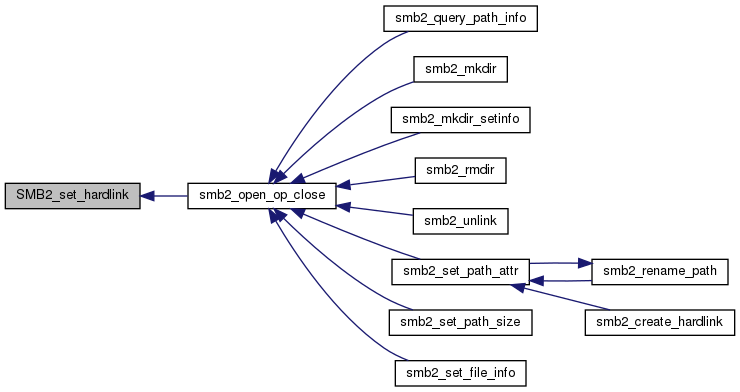 SMB2_set_hardlink
smb2_open_op_close
smb2_query_path_info
smb2_mkdir
smb2_mkdir_setinfo
smb2_rmdir
smb2_unlink
smb2_set_path_attr
smb2_rename_path
smb2_create_hardlink
smb2_set_path_size
smb2_set_file_info